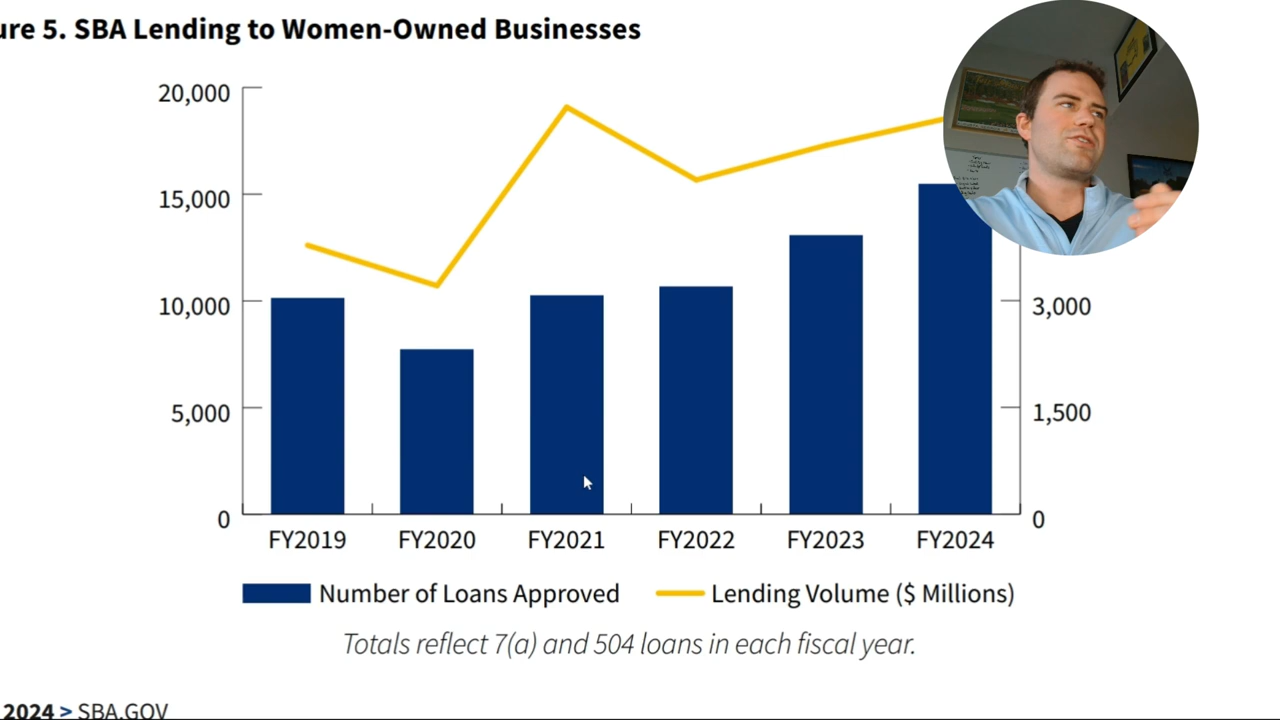 ure 5. SBA Lending to Women-Owned Businesses
20,000
15,000
10,000
5,000
0
3,000
1,500
0
FY2019 FY2020 FY2021 FY2022 FY2023 FY2024
Number of Loans Approved Lending Volume ($ Millions)
Totals reflect 7(a) and 504 loans in each fiscal year.
2024 > SBA.GOV